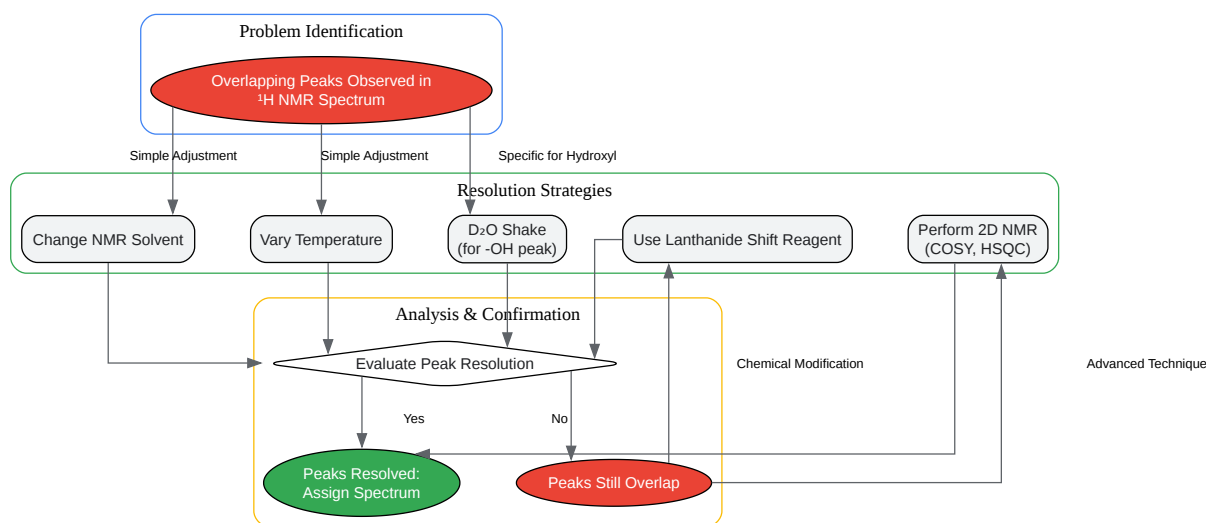 Problem Identification
Overlapping Peaks Observed in
¹H NMR Spectrum
Simple Adjustment
Simple Adjustment
Specific for Hydroxyl
Resolution Strategies
Change NMR Solvent
Vary Temperature
D₂O Shake
(for -OH peak)
Use Lanthanide Shift Reagent
Perform 2D NMR
(COSY, HSQC)
Analysis & Confirmation
Evaluate Peak Resolution
Chemical Modification
Advanced Technique
Yes
No
Peaks Resolved:
Assign Spectrum
Peaks Still Overlap